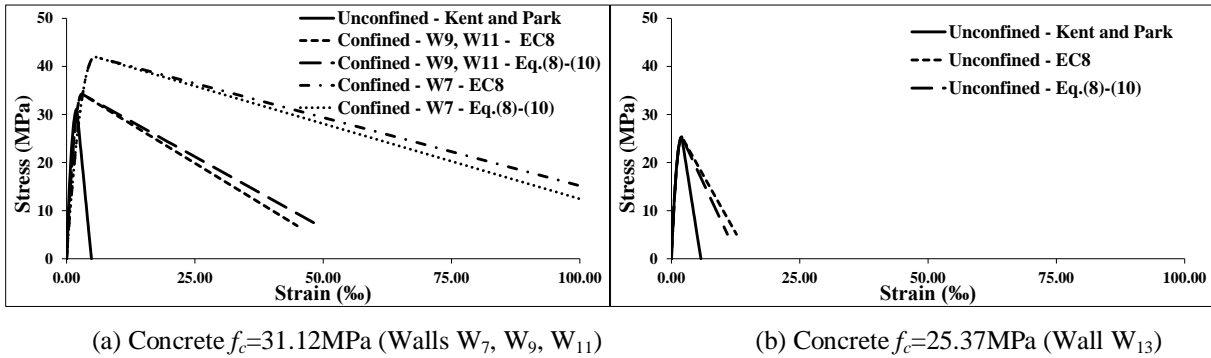 50
40
30
20
10
0
Stress (MPa)
0.00
25.00
50.00
75.00
100.00
Strain (‰)
Unconfined - Kent and Park
Confined - W9, W11 - EC8
Confined - W9, W11 - Eq.(8)-(10)
Confined - W7 - EC8
Confined - W7 - Eq.(8)-(10)
50
40
30
20
10
0
Stress (MPa)
0.00
25.00
50.00
75.00
100.00
Strain (‰)
Unconfined - Kent and Park
Unconfined - EC8
Unconfined - Eq.(8)-(10)
(a) Concrete fc=31.12MPa (Walls W7, W9, W11)
(b) Concrete fc=25.37MPa (Wall W13)